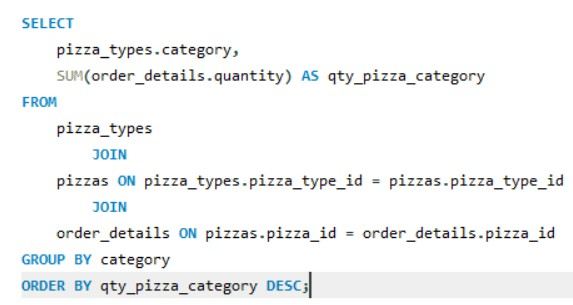 SELECT
    pizza_types.category,
    SUM(order_details.quantity) AS qty_pizza_category
FROM
    pizza_types
        JOIN
    pizzas ON pizza_types.pizza_type_id = pizzas.pizza_type_id
        JOIN
    order_details ON pizzas.pizza_id = order_details.pizza_id
GROUP BY category
ORDER BY qty_pizza_category DESC;